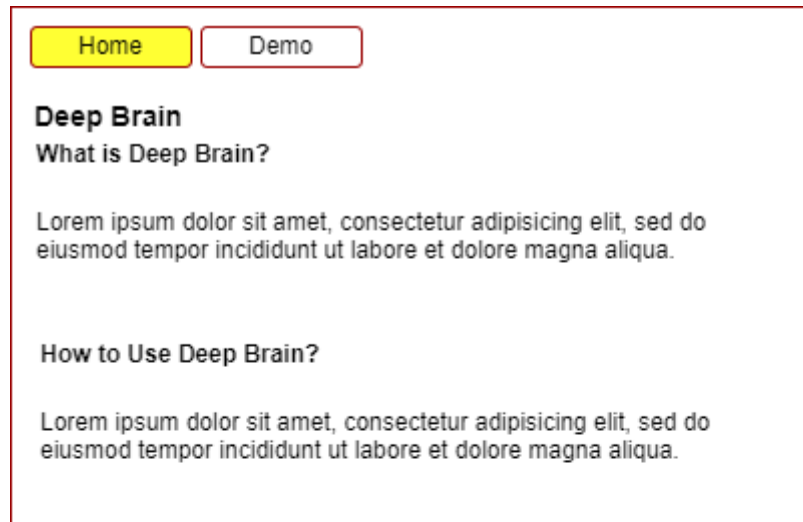 Home Demo
Deep Brain
What is Deep Brain?
Lorem ipsum dolor sit amet, consectetur adipisicing elit, sed do
eiusmod tempor incididunt ut labore et dolore magna aliqua.
How to Use Deep Brain?
Lorem ipsum dolor sit amet, consectetur adipisicing elit, sed do
eiusmod tempor incididunt ut labore et dolore magna aliqua.